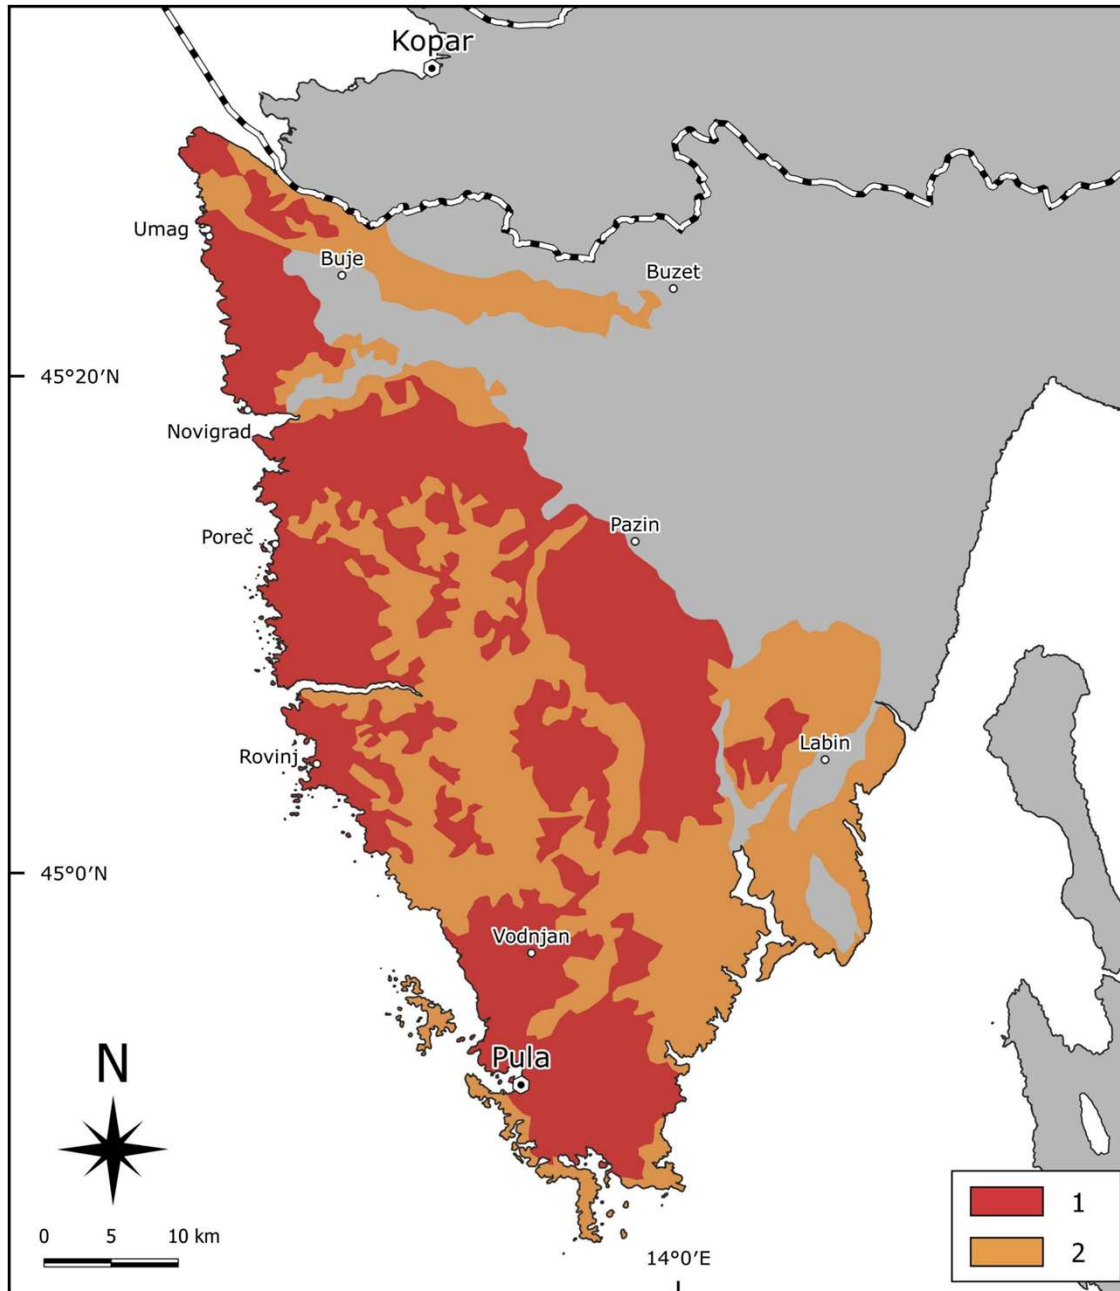 Kopar
Umag
Buje
Buzet
45°20′N
Novigrad
Poreč
Pazin
Rovinj
Labin
45°0′N
Vodnjan
N
Pula
0 5 10 km
14°0′E
1
2